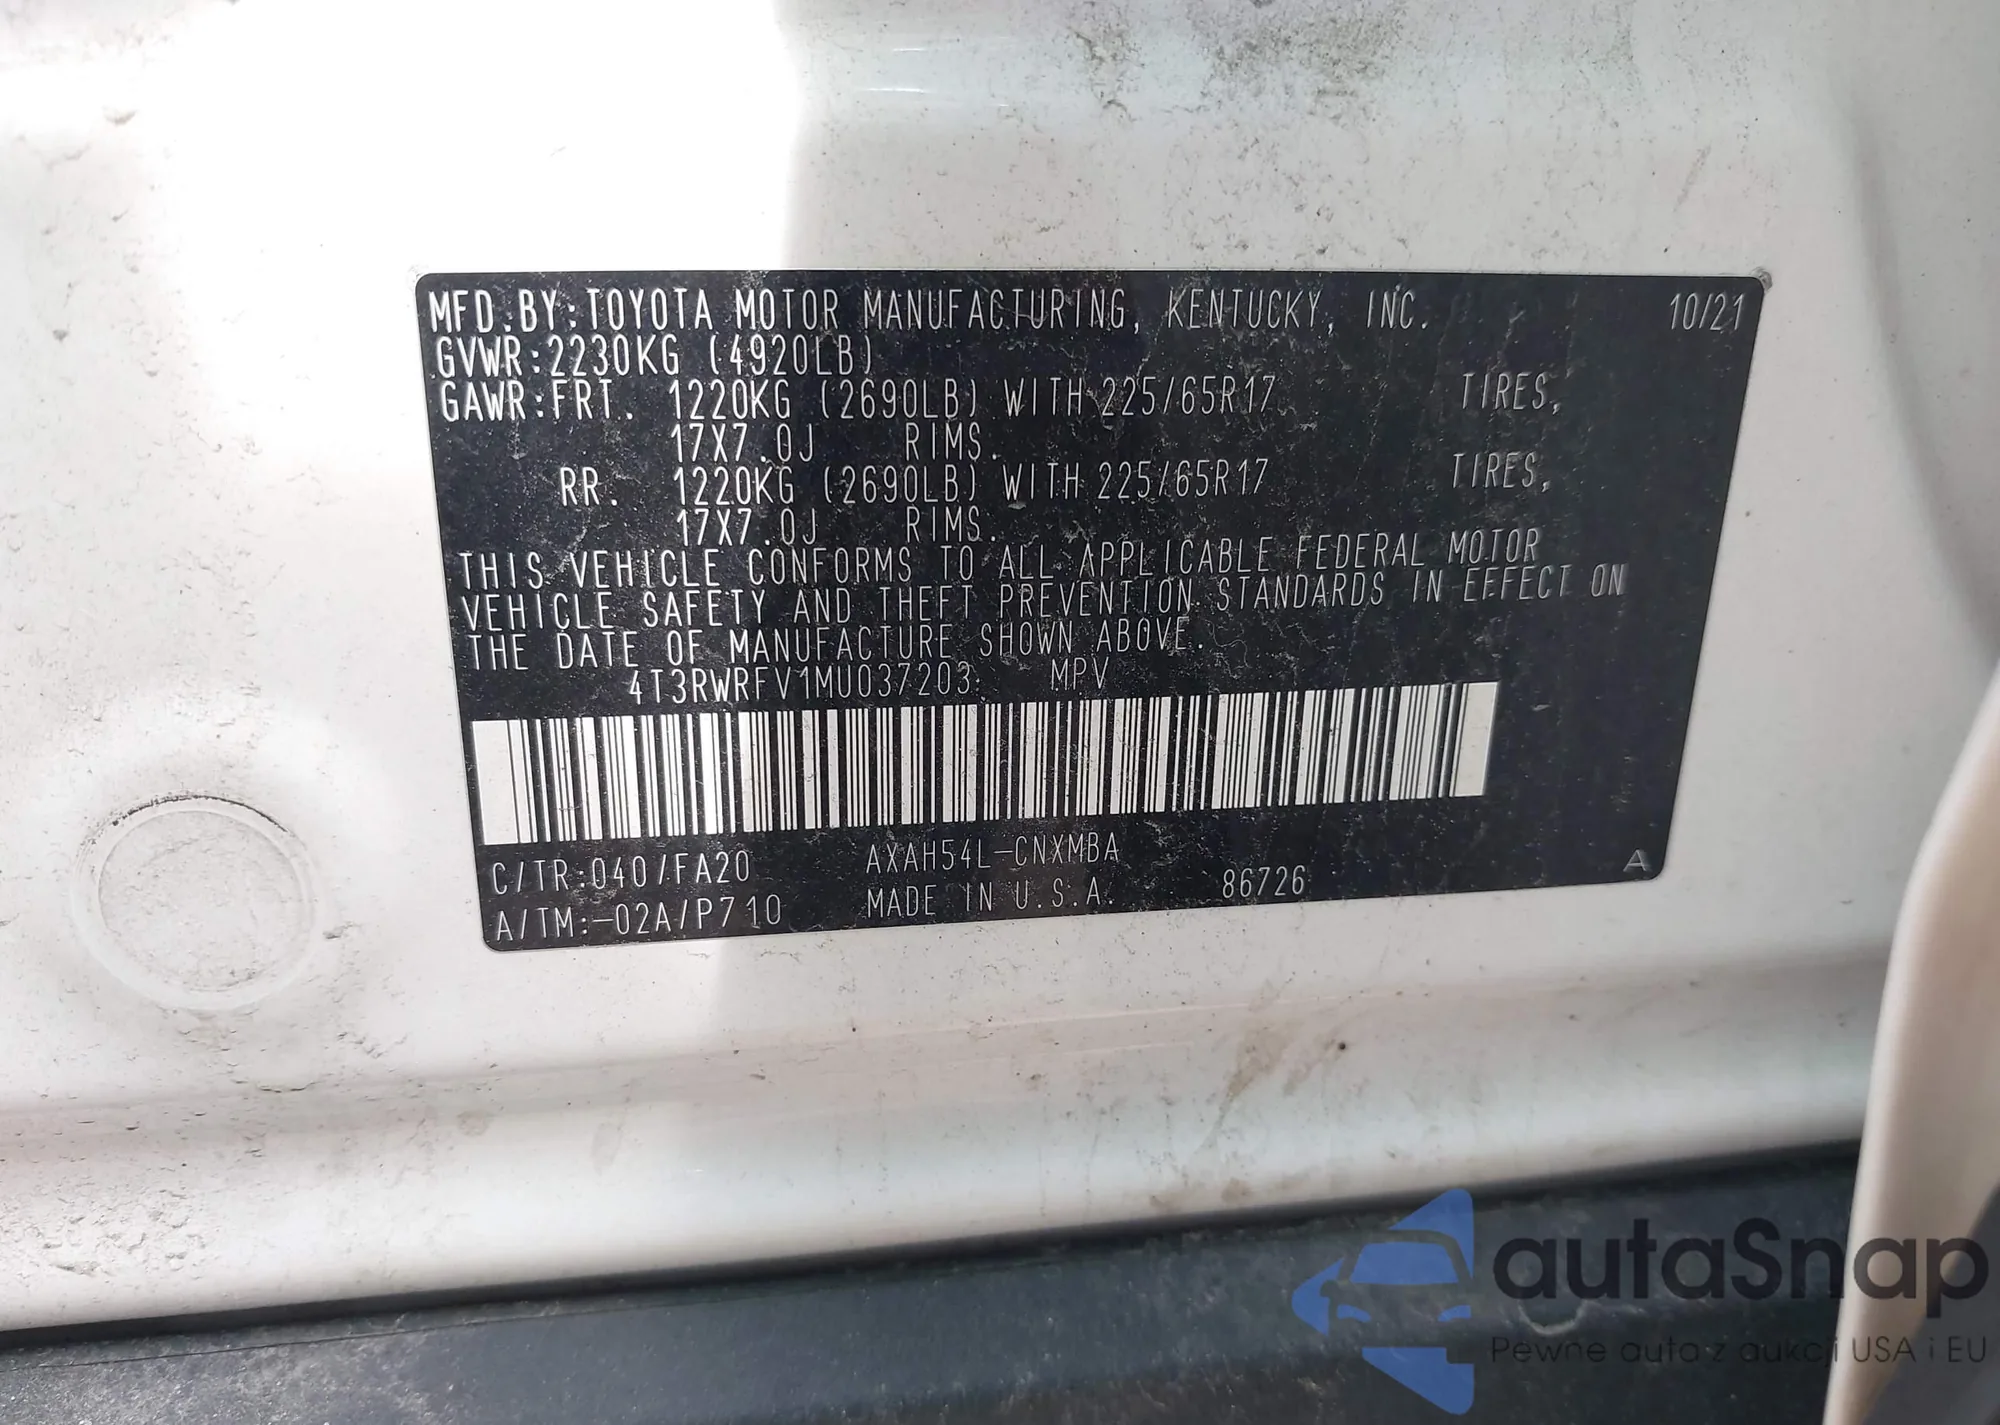 MFD.BY:TOYOTA MOTOR MANUFACTURING, KENTUCKY, INC. 10/21
GVWR:2230KG (4920LB)
GAWR:FRT. 1220KG (2690LB) WITH 225/65R17 TIRES,
17X7.0J RIMS.
RR. 1220KG (2690LB) WITH 225/65R17 TIRES,
17X7.0J RIMS.
THIS VEHICLE CONFORMS TO ALL APPLICABLE FEDERAL MOTOR
VEHICLE SAFETY AND THEFT PREVENTION STANDARDS IN EFFECT ON
THE DATE OF MANUFACTURE SHOWN ABOVE.
4T3RWRFV1MU037203 MPV
C/TR:040/FA20 AXAH54L-CNXMBA A
A/TM:-02A/P710 MADE IN U.S.A. 86726
autaSnap
Pewne auto z aukcji USA i EU